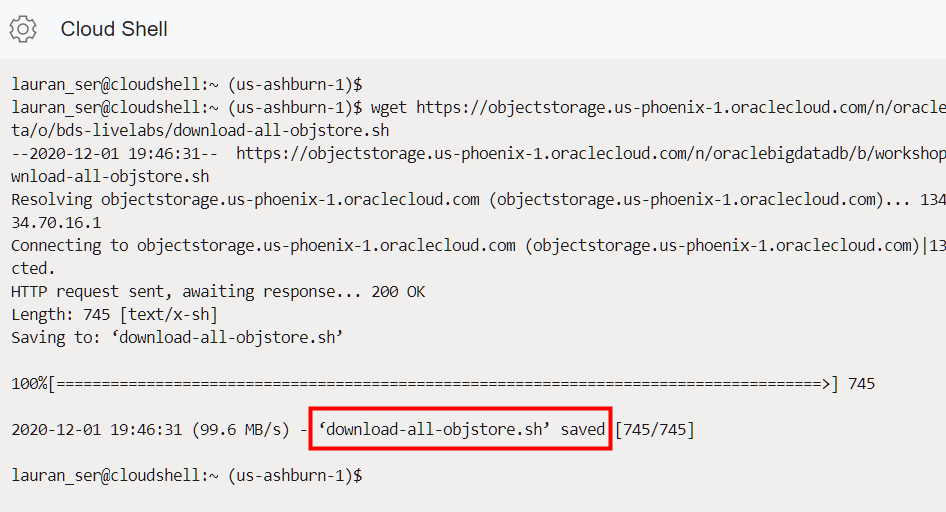 Cloud Shell
lauran_ser@cloudshell:~ (us-ashburn-1)$
lauran_ser@cloudshell:~ (us-ashburn-1)$ wget https://objectstorage.us-phoenix-1.oraclecloud.com/n/oracle
ta/o/bds-livelabs/download-all-objstore.sh
--2020-12-01 19:46:31--  https://objectstorage.us-phoenix-1.oraclecloud.com/n/oraclebigdatadb/b/workshop
wnload-all-objstore.sh
Resolving objectstorage.us-phoenix-1.oraclecloud.com (objectstorage.us-phoenix-1.oraclecloud.com)... 134
34.70.16.1
Connecting to objectstorage.us-phoenix-1.oraclecloud.com (objectstorage.us-phoenix-1.oraclecloud.com)|13
cted.
HTTP request sent, awaiting response... 200 OK
Length: 745 [text/x-sh]
Saving to: ‘download-all-objstore.sh’
100%[=====================================================================================>] 745
2020-12-01 19:46:31 (99.6 MB/s) - ‘download-all-objstore.sh’ saved [745/745]
lauran_ser@cloudshell:~ (us-ashburn-1)$